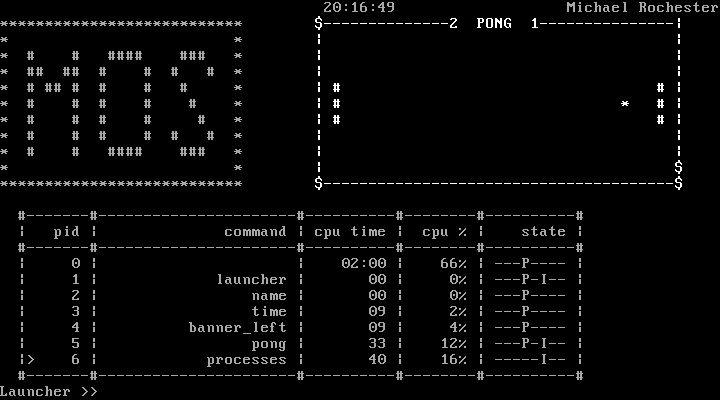 20:16:49 Michael Rochester
2 PONG 1
MOS
pid command cpu time cpu % state
0 02:00 66% ---P----
1 launcher 00 0% ---P-I--
2 name 00 0% ---P----
3 time 09 2% ---P----
4 banner_left 09 4% ---P----
5 pong 33 12% ---P-I--
> 6 processes 40 16% -----I--
Launcher >>